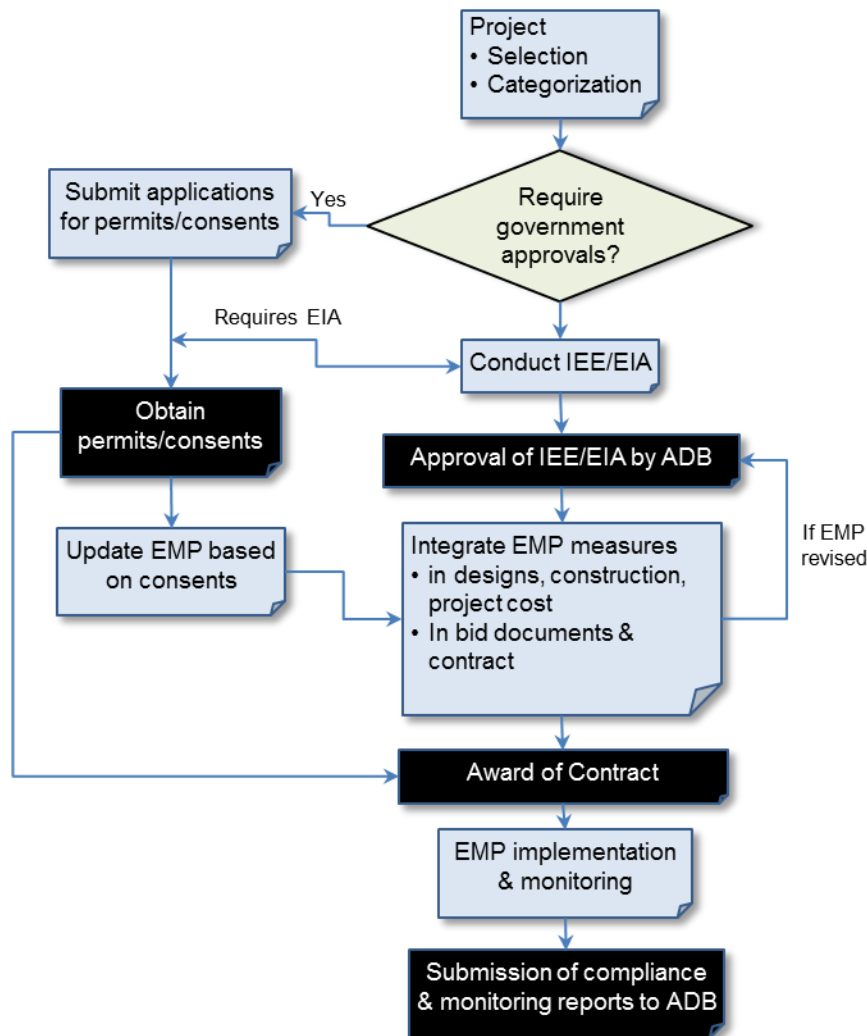 Project
• Selection
• Categorization
Require
government
approvals?
Yes
Submit applications
for permits/consents
Requires EIA
Conduct IEE/EIA
Obtain
permits/consents
Approval of IEE/EIA by ADB
Update EMP based
on consents
Integrate EMP measures
• in designs, construction,
project cost
• In bid documents &
contract
If EMP
revised
Award of Contract
EMP implementation
& monitoring
Submission of compliance
& monitoring reports to ADB